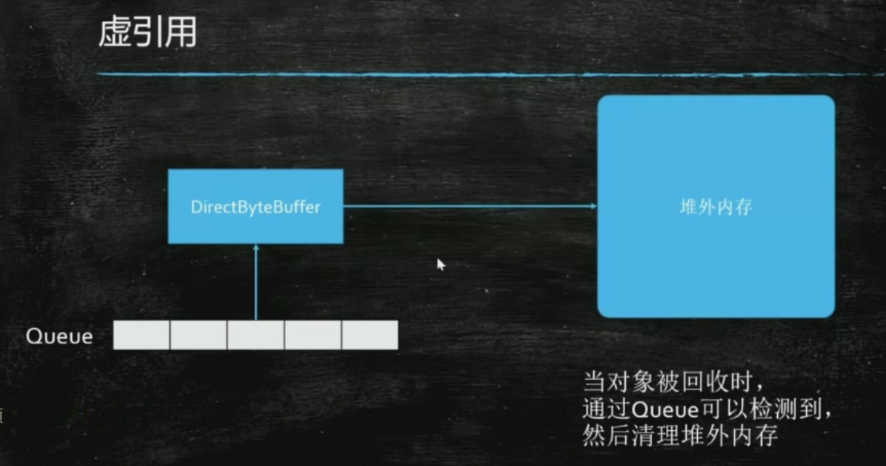 虚引用
DirectByteBuffer
堆外内存
Queue
当对象被回收时，
通过Queue可以检测到，
然后清理堆外内存